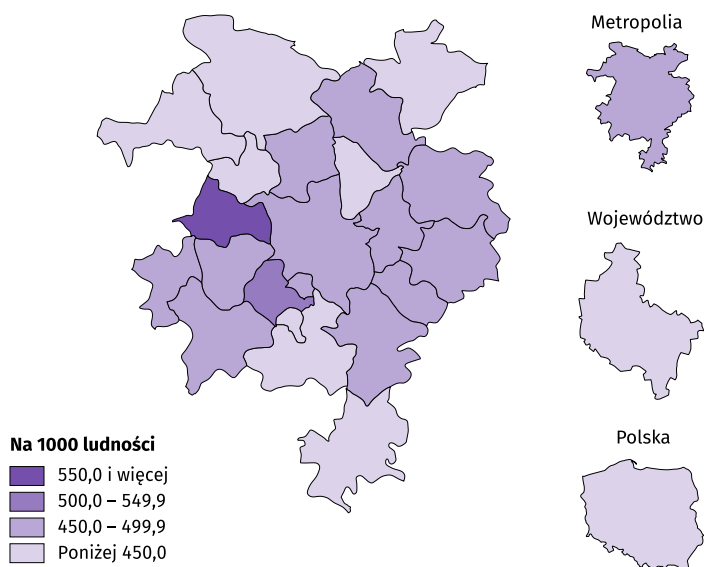 Metropolia
Województwo
Polska
Na 1000 ludności
550,0 i więcej
500,0 – 549,9
450,0 – 499,9
Poniżej 450,0